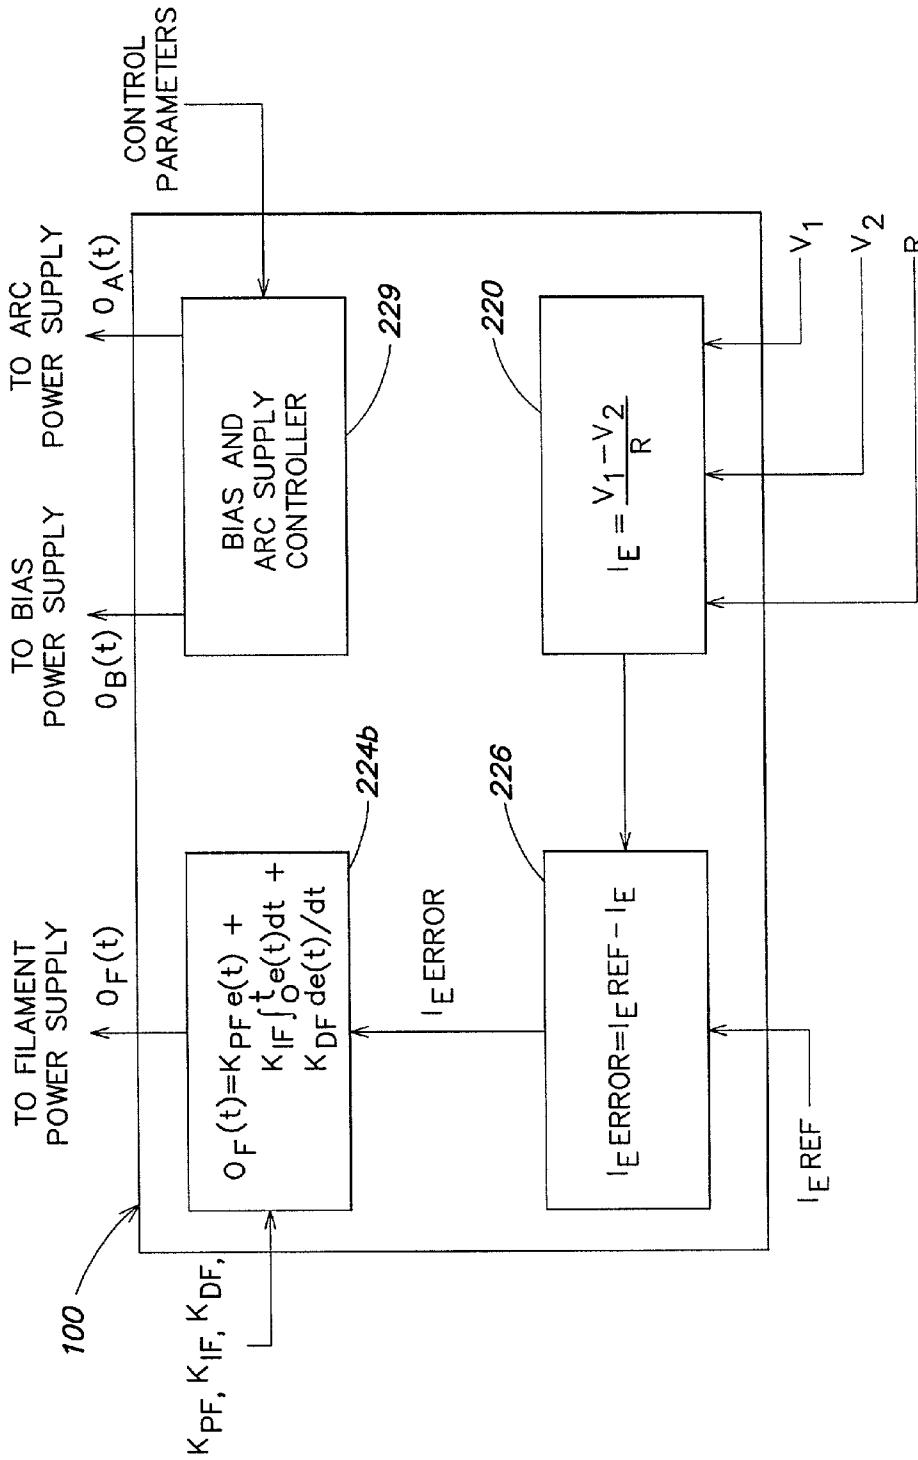 TO FILAMENT
POWER SUPPLY
O_F(t)
TO BIAS
POWER SUPPLY
O_B(t)
TO ARC
POWER SUPPLY
O_A(t)
CONTROL
PARAMETERS
100
K_PF, K_IF, K_DF,
O_F(t)=K_PF e(t) +
K_IF ∫_O^t e(t)dt +
K_DF de(t)/dt
224b
BIAS AND
ARC SUPPLY
CONTROLLER
229
I_E ERROR
226
I_E ERROR=I_E REF-I_E
220
I_E = (V_1-V_2)/R
I_E REF
V_1
V_2